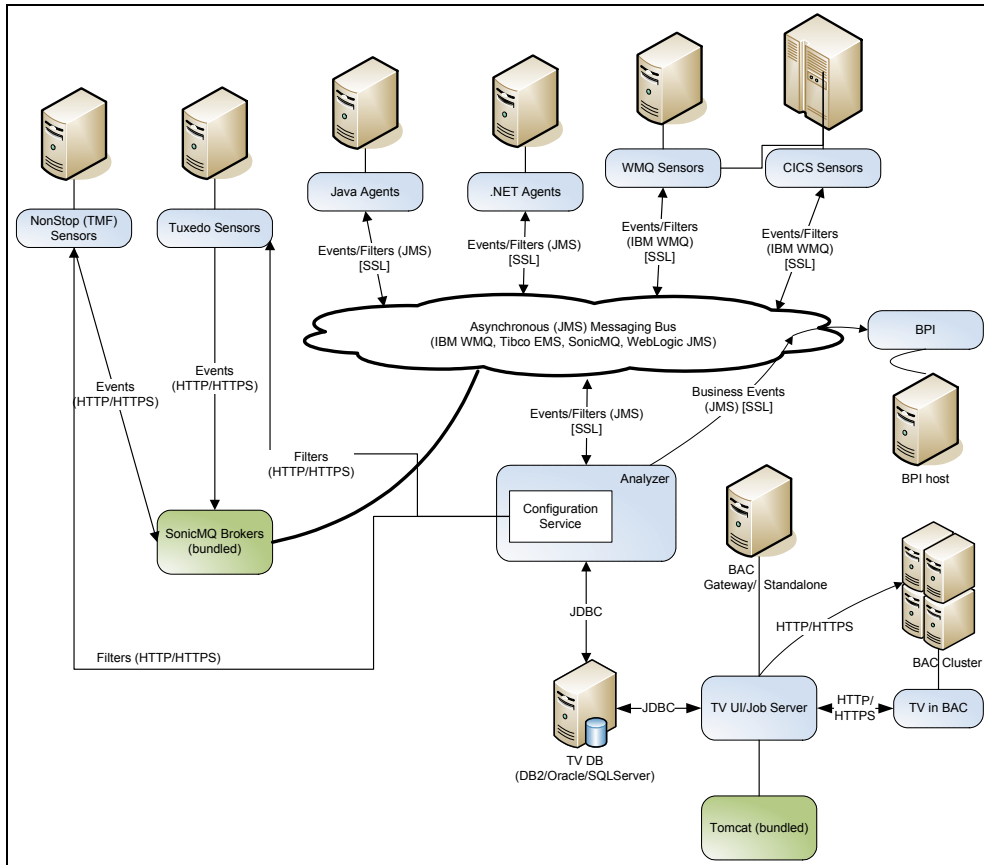 Java Agents
.NET Agents
WMQ Sensors
CICS Sensors
NonStop (TMF)
Sensors
Tuxedo Sensors
Events/Filters (JMS)
[SSL]
Events/Filters (JMS)
[SSL]
Events/Filters
(IBM WMQ)
[SSL]
Events/Filters
(IBM WMQ)
[SSL]
Asynchronous (JMS) Messaging Bus
(IBM WMQ, Tibco EMS, SonicMQ, WebLogic JMS)
BPI
Events
(HTTP/HTTPS)
Events
(HTTP/HTTPS)
Business Events
(JMS) [SSL]
Events/Filters (JMS)
[SSL]
Filters
(HTTP/HTTPS)
BPI host
Analyzer
Configuration
Service
SonicMQ Brokers
(bundled)
BAC
Gateway/ Standalone
JDBC
HTTP/HTTPS
Filters (HTTP/HTTPS)
BAC Cluster
TV UI/Job Server
JDBC
HTTP/
HTTPS
TV in BAC
TV DB
(DB2/Oracle/SQLServer)
Tomcat (bundled)